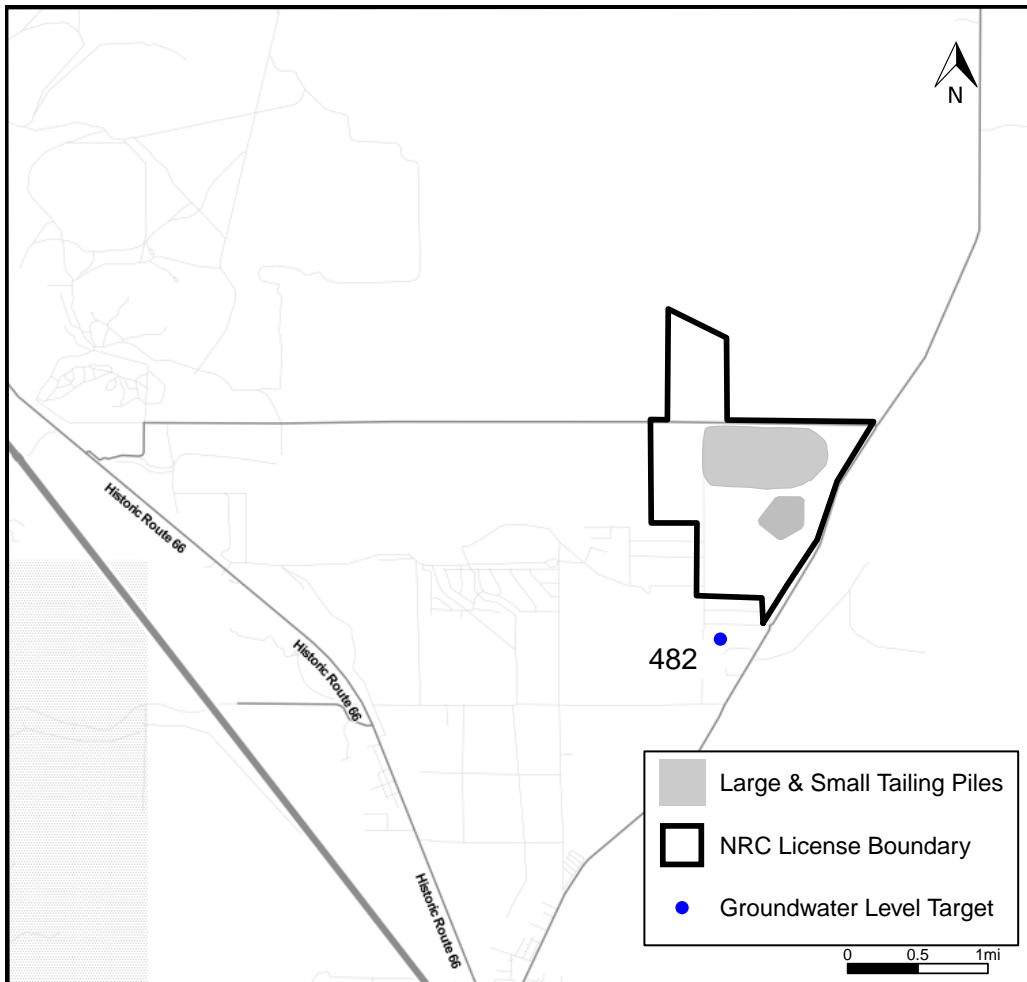 N
Historic Route 66
Historic Route 66
482
Large & Small Tailing Piles
NRC License Boundary
Historic Route 66
Groundwater Level Target
0 0.5 1mi